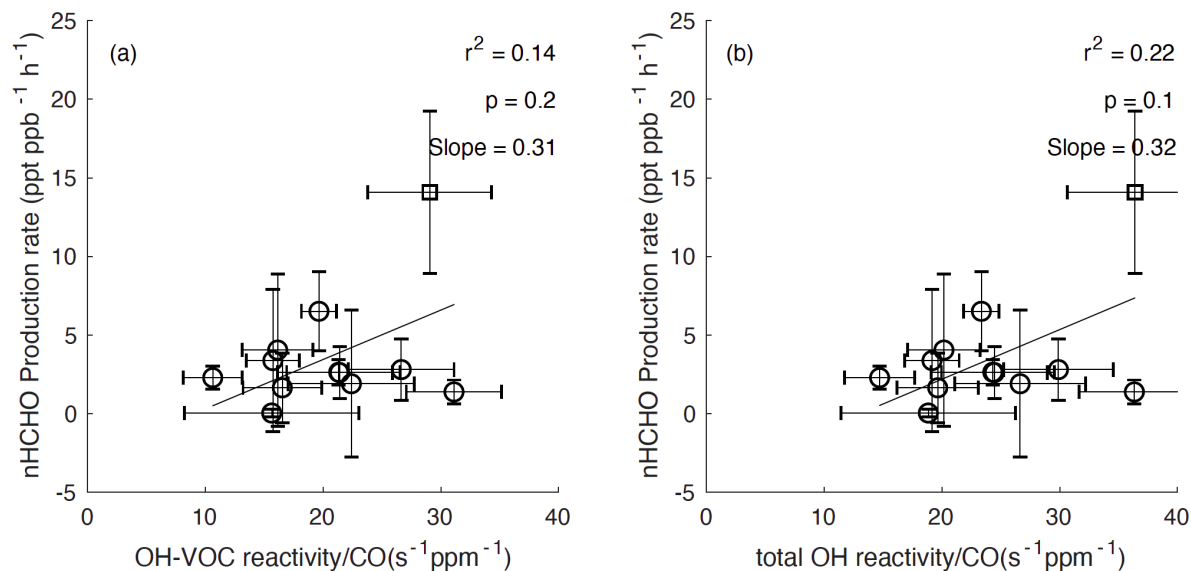 (a)
r² = 0.14
p = 0.2
Slope = 0.31
25
20
15
10
5
0
-5
nHCHO Production rate (ppt ppb⁻¹ h⁻¹)
0 10 20 30 40
OH-VOC reactivity/CO(s⁻¹ppm⁻¹)
(b)
r² = 0.22
p = 0.1
Slope = 0.32
25
20
15
10
5
0
-5
nHCHO Production rate (ppt ppb⁻¹ h⁻¹)
0 10 20 30 40
total OH reactivity/CO(s⁻¹ppm⁻¹)